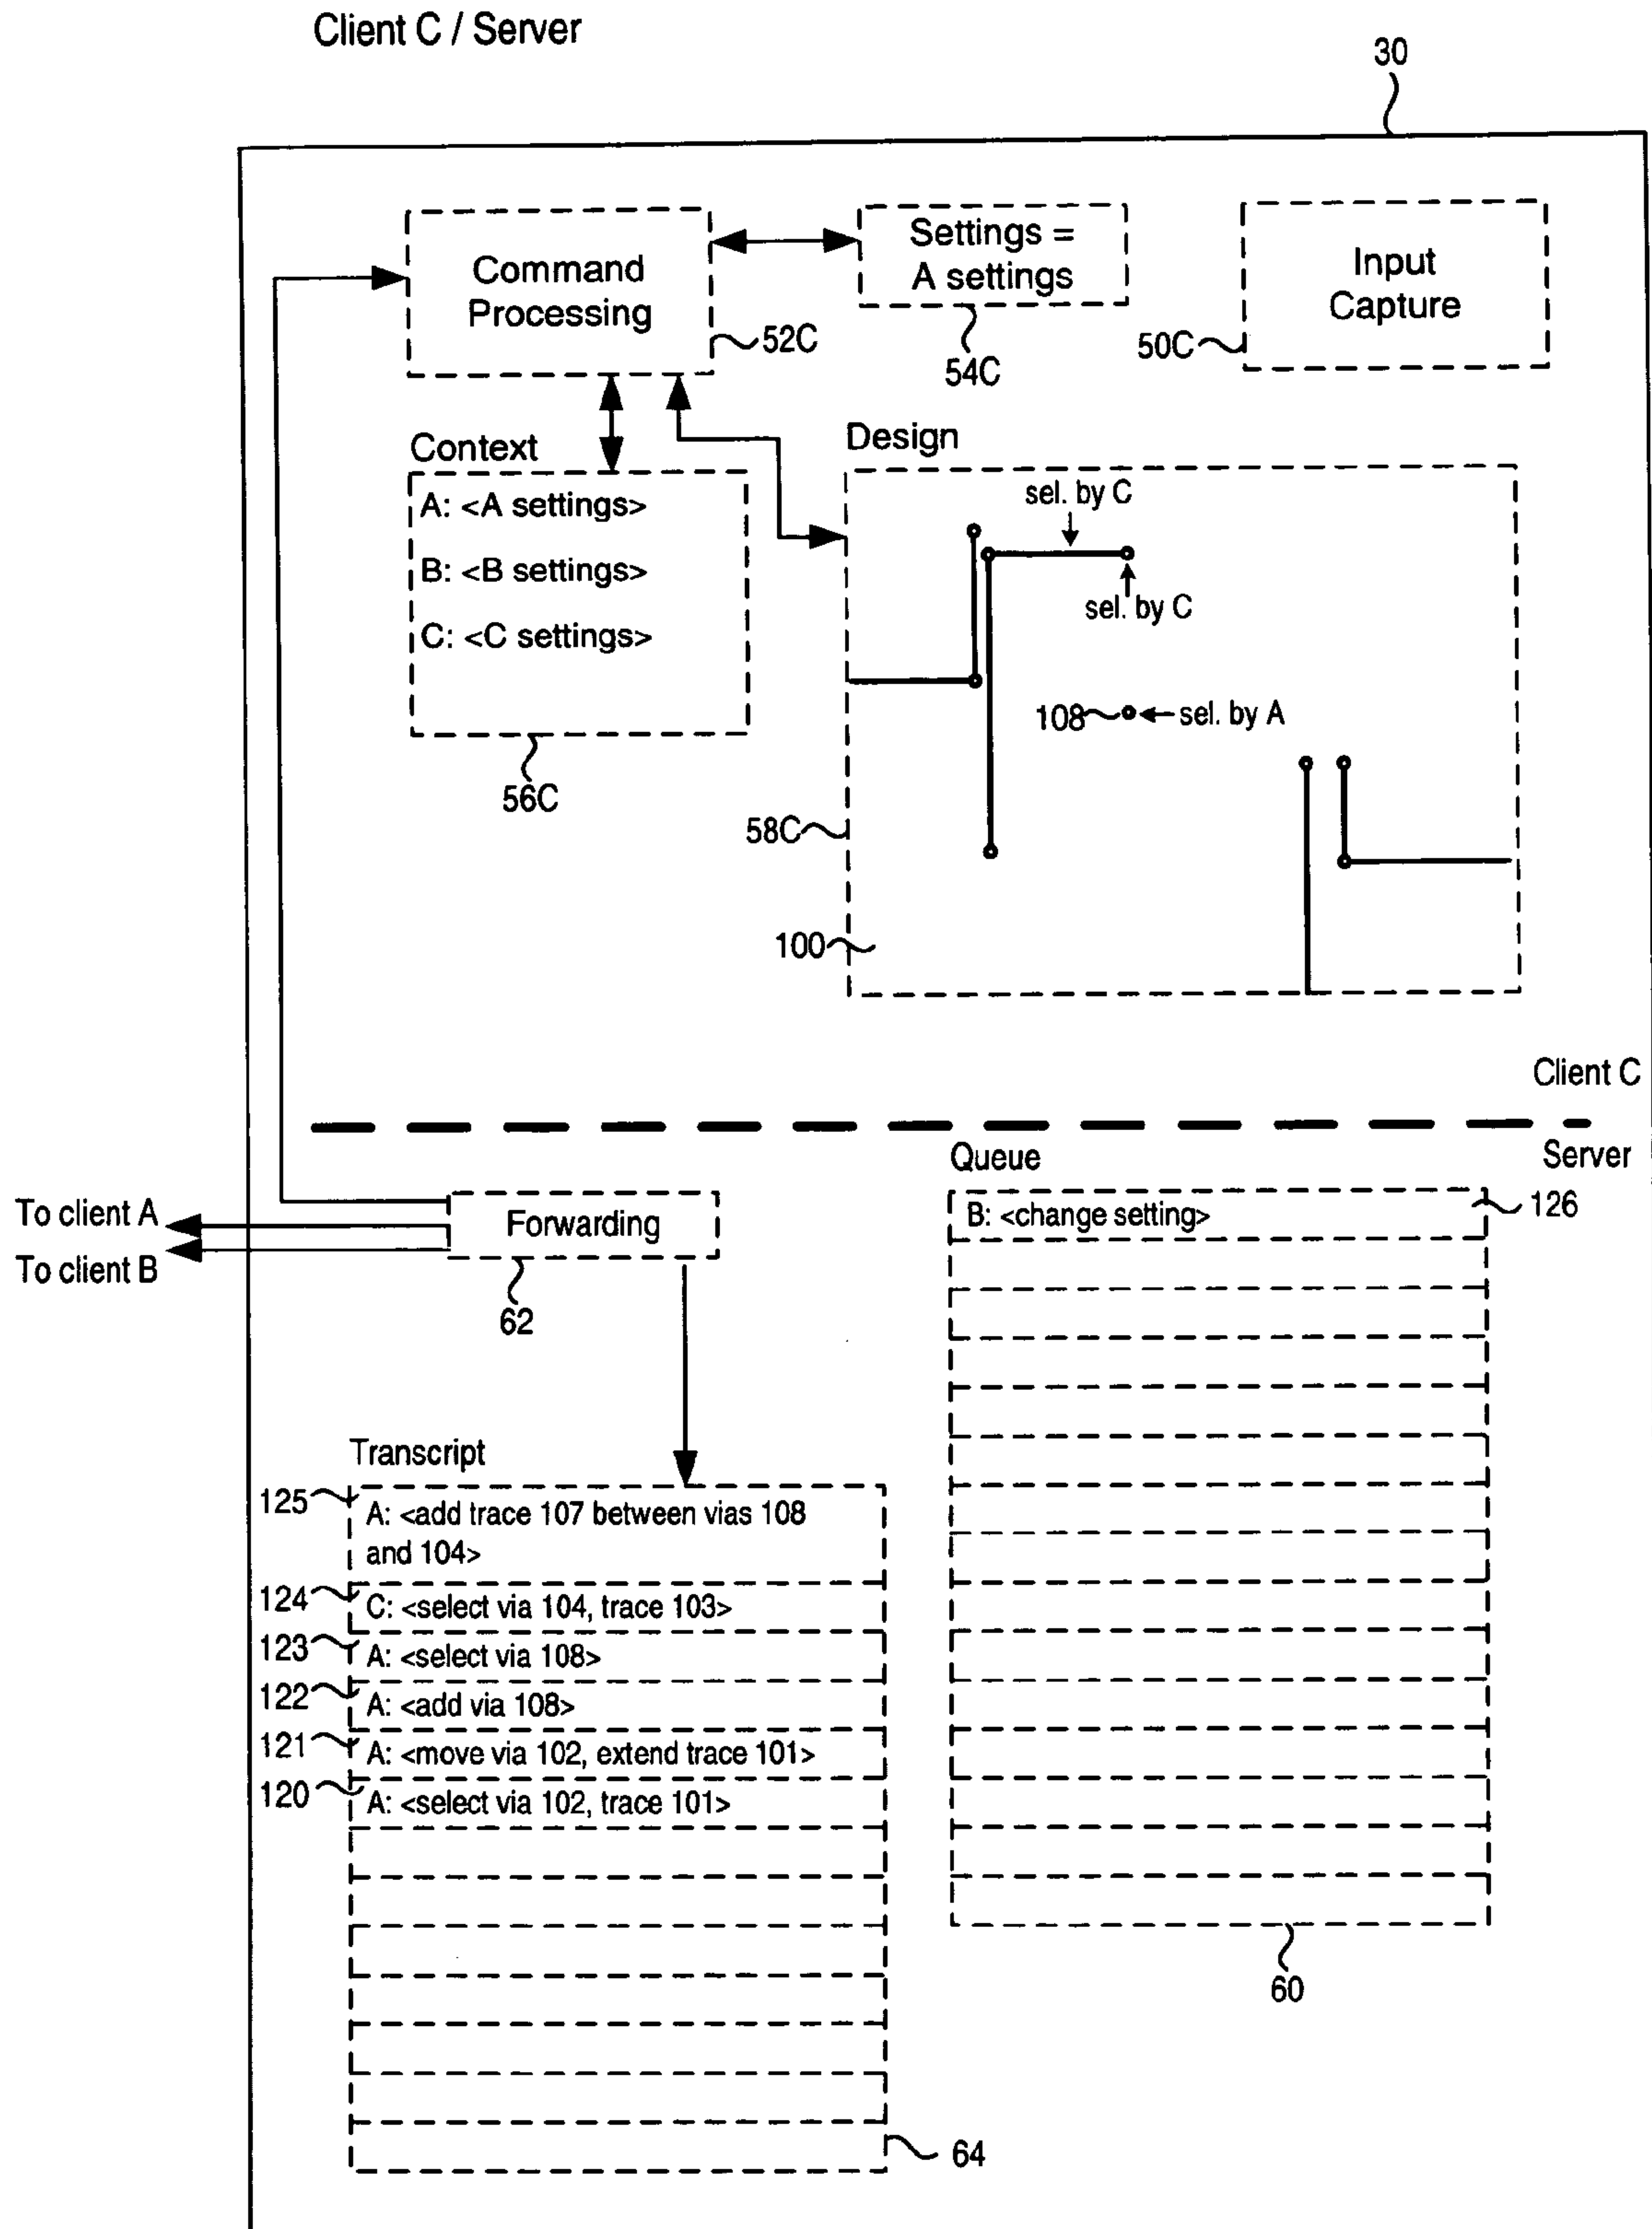 Client C / Server
30
Command
Processing
52C
Settings =
A settings
54C
Input
Capture
50C
Context
A: <A settings>
B: <B settings>
C: <C settings>
56C
Design
sel. by C
sel. by C
108
sel. by A
58C
100
Client C
Server
To client A
To client B
Forwarding
62
Queue
B: <change setting>
126
60
Transcript
125
A: <add trace 107 between vias 108
and 104>
124
C: <select via 104, trace 103>
123
A: <select via 108>
122
A: <add via 108>
121
A: <move via 102, extend trace 101>
120
A: <select via 102, trace 101>
64